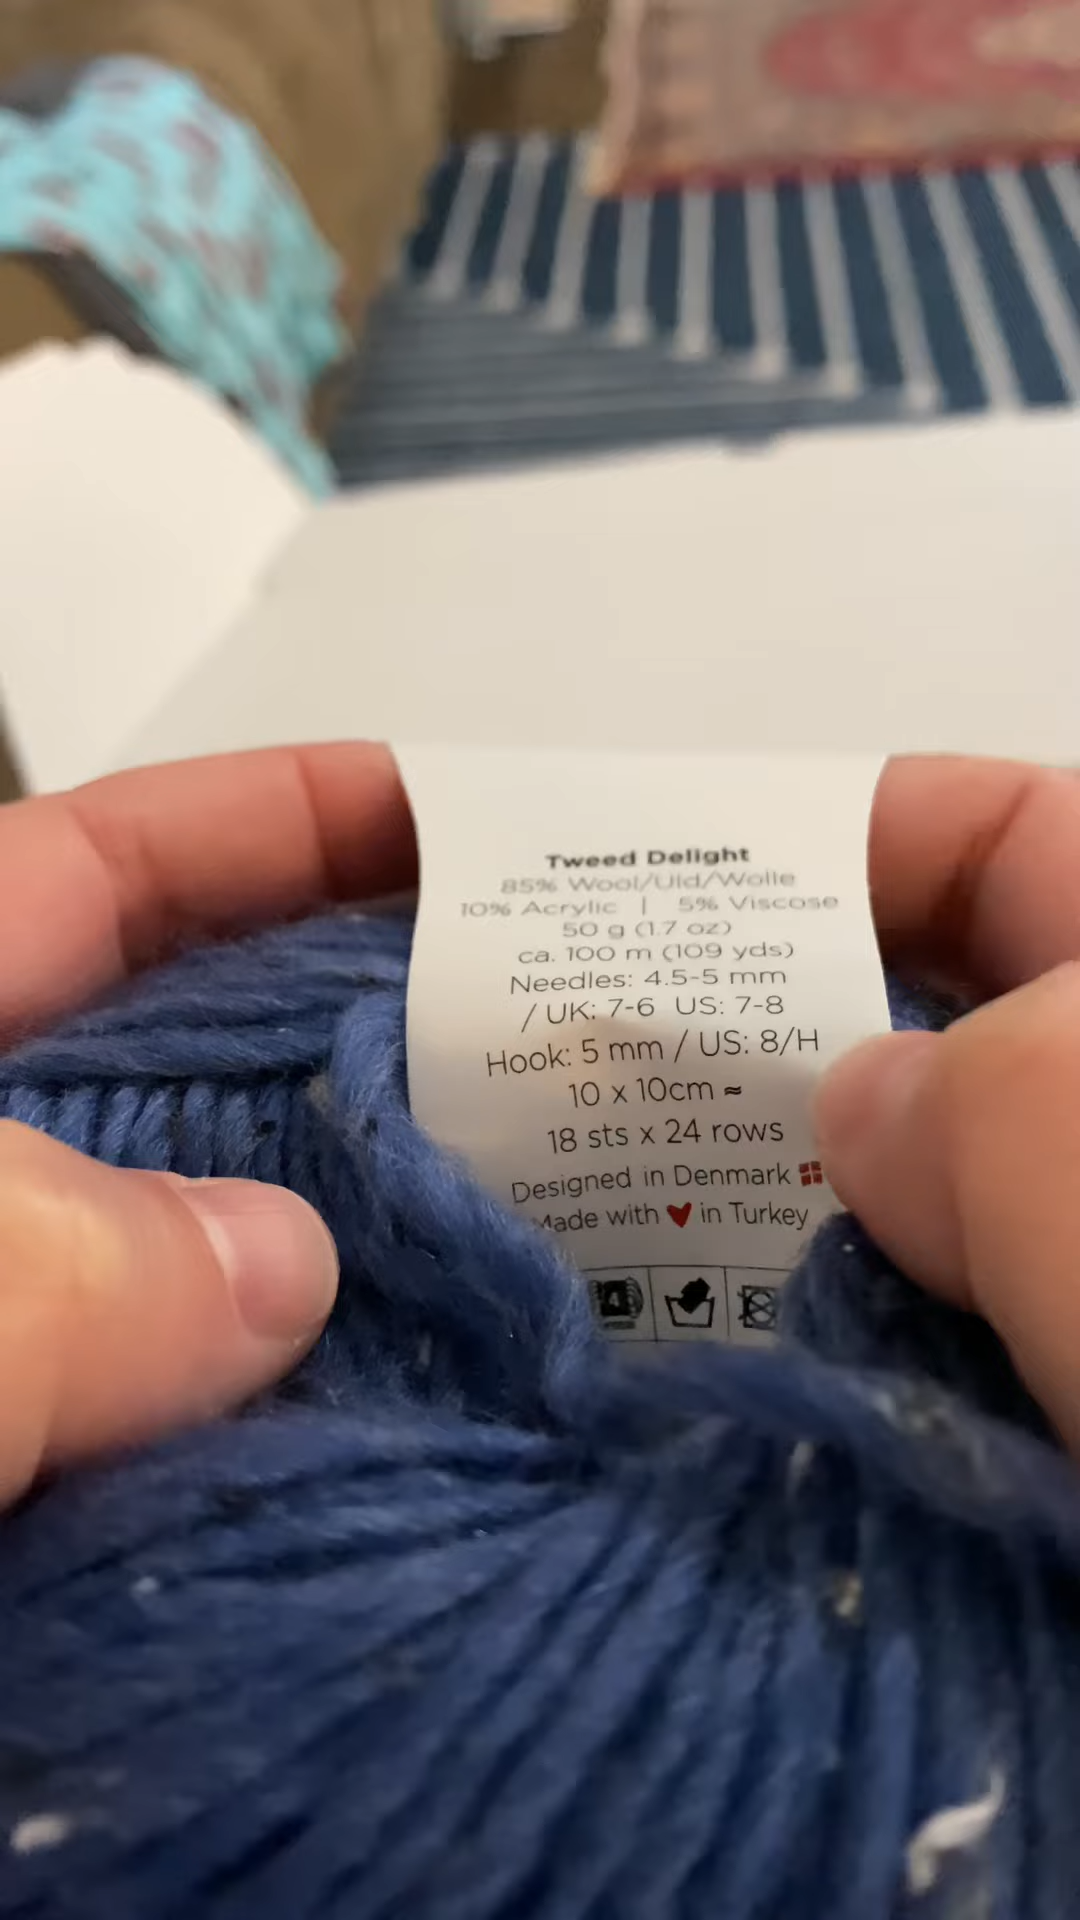 Tweed Delight
85% Wool/Uld/Wolle
10% Acrylic | 5% Viscose
50 g (1.7 oz)
ca. 100 m (109 yds)
Needles: 4.5-5 mm
/ UK: 7-6 US: 7-8
Hook: 5 mm / US: 8/H
10 x 10cm ≈
18 sts x 24 rows
Designed in Denmark
Made with ♥ in Turkey
4